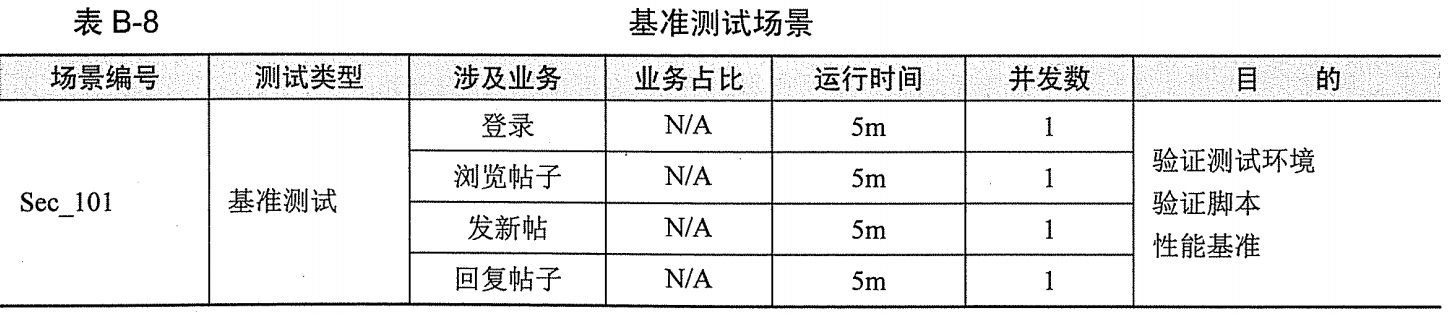 表 B-8 基准测试场景
场景编号 测试类型 涉及业务 业务占比 运行时间 并发数 目 的
Sec_101 基准测试 登录 N/A 5m 1 验证测试环境 验证脚本 性能基准
浏览帖子 N/A 5m 1
发新帖 N/A 5m 1
回复帖子 N/A 5m 1